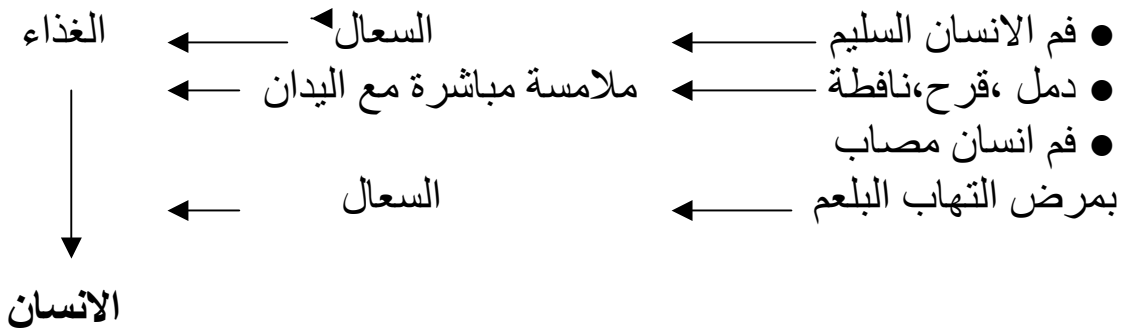 ● فم الانسان السليم السعال الغذاء
● دمل ،قرح،نافطة ملامسة مباشرة مع اليدان
● فم انسان مصاب
بمرض التهاب البلعم السعال
الانسان